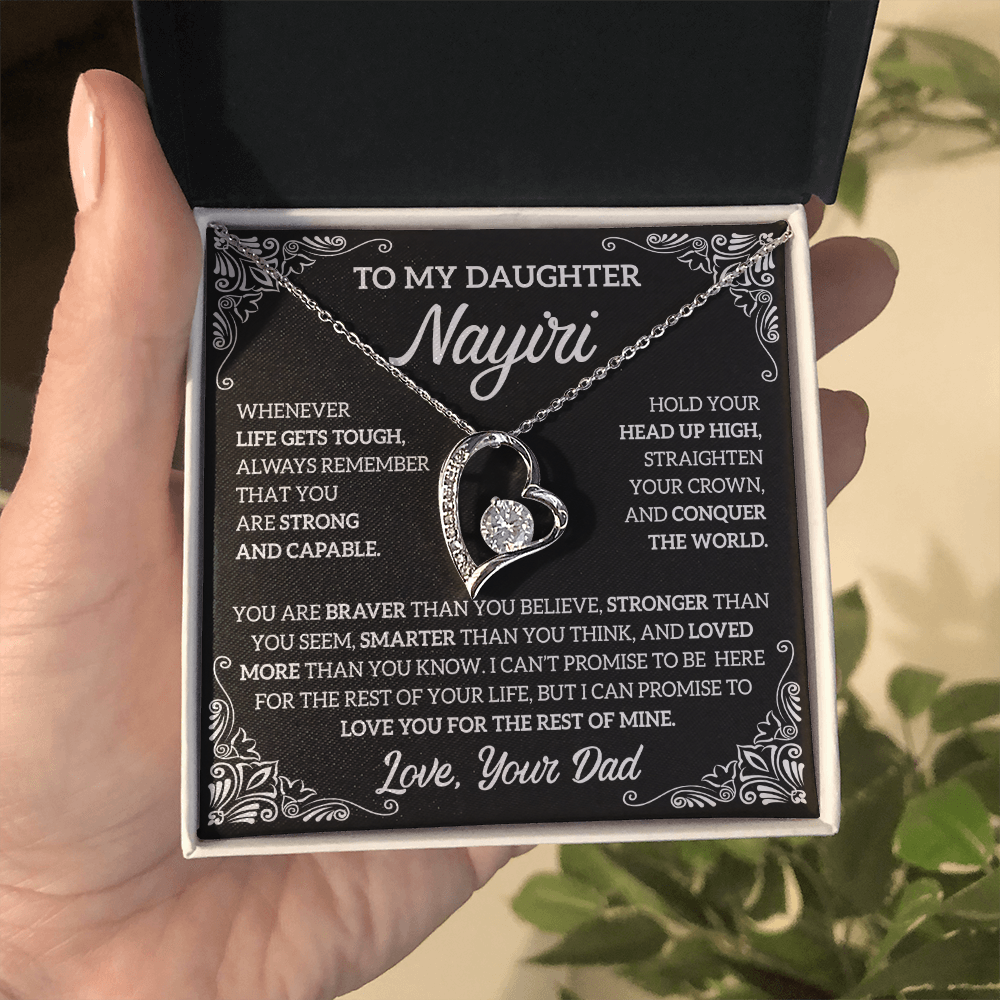 TO MY DAUGHTER
Nayiri
WHENEVER
LIFE GETS TOUGH,
ALWAYS REMEMBER
THAT YOU
ARE STRONG
AND CAPABLE.
HOLD YOUR
HEAD UP HIGH,
STRAIGHTEN
YOUR CROWN,
AND CONQUER
THE WORLD.
YOU ARE BRAVER THAN YOU BELIEVE, STRONGER THAN
YOU SEEM, SMARTER THAN YOU THINK, AND LOVED
MORE THAN YOU KNOW. I CAN'T PROMISE TO BE HERE
FOR THE REST OF YOUR LIFE, BUT I CAN PROMISE TO
LOVE YOU FOR THE REST OF MINE.
Love, Your Dad